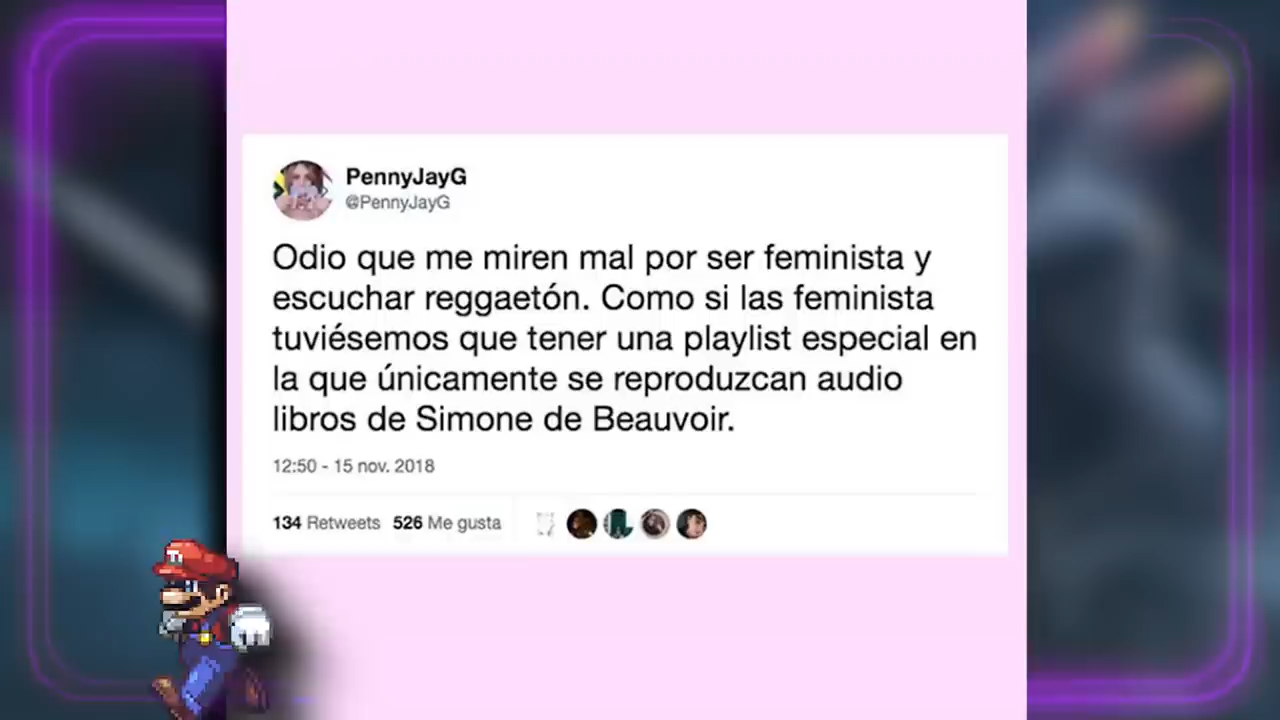 PennyJayG
@PennyJayG
Odio que me miren mal por ser feminista y
escuchar reggaetón. Como si las feminista
tuviésemos que tener una playlist especial en
la que únicamente se reproduzcan audio
libros de Simone de Beauvoir.
12:50 - 15 nov. 2018
134 Retweets 526 Me gusta